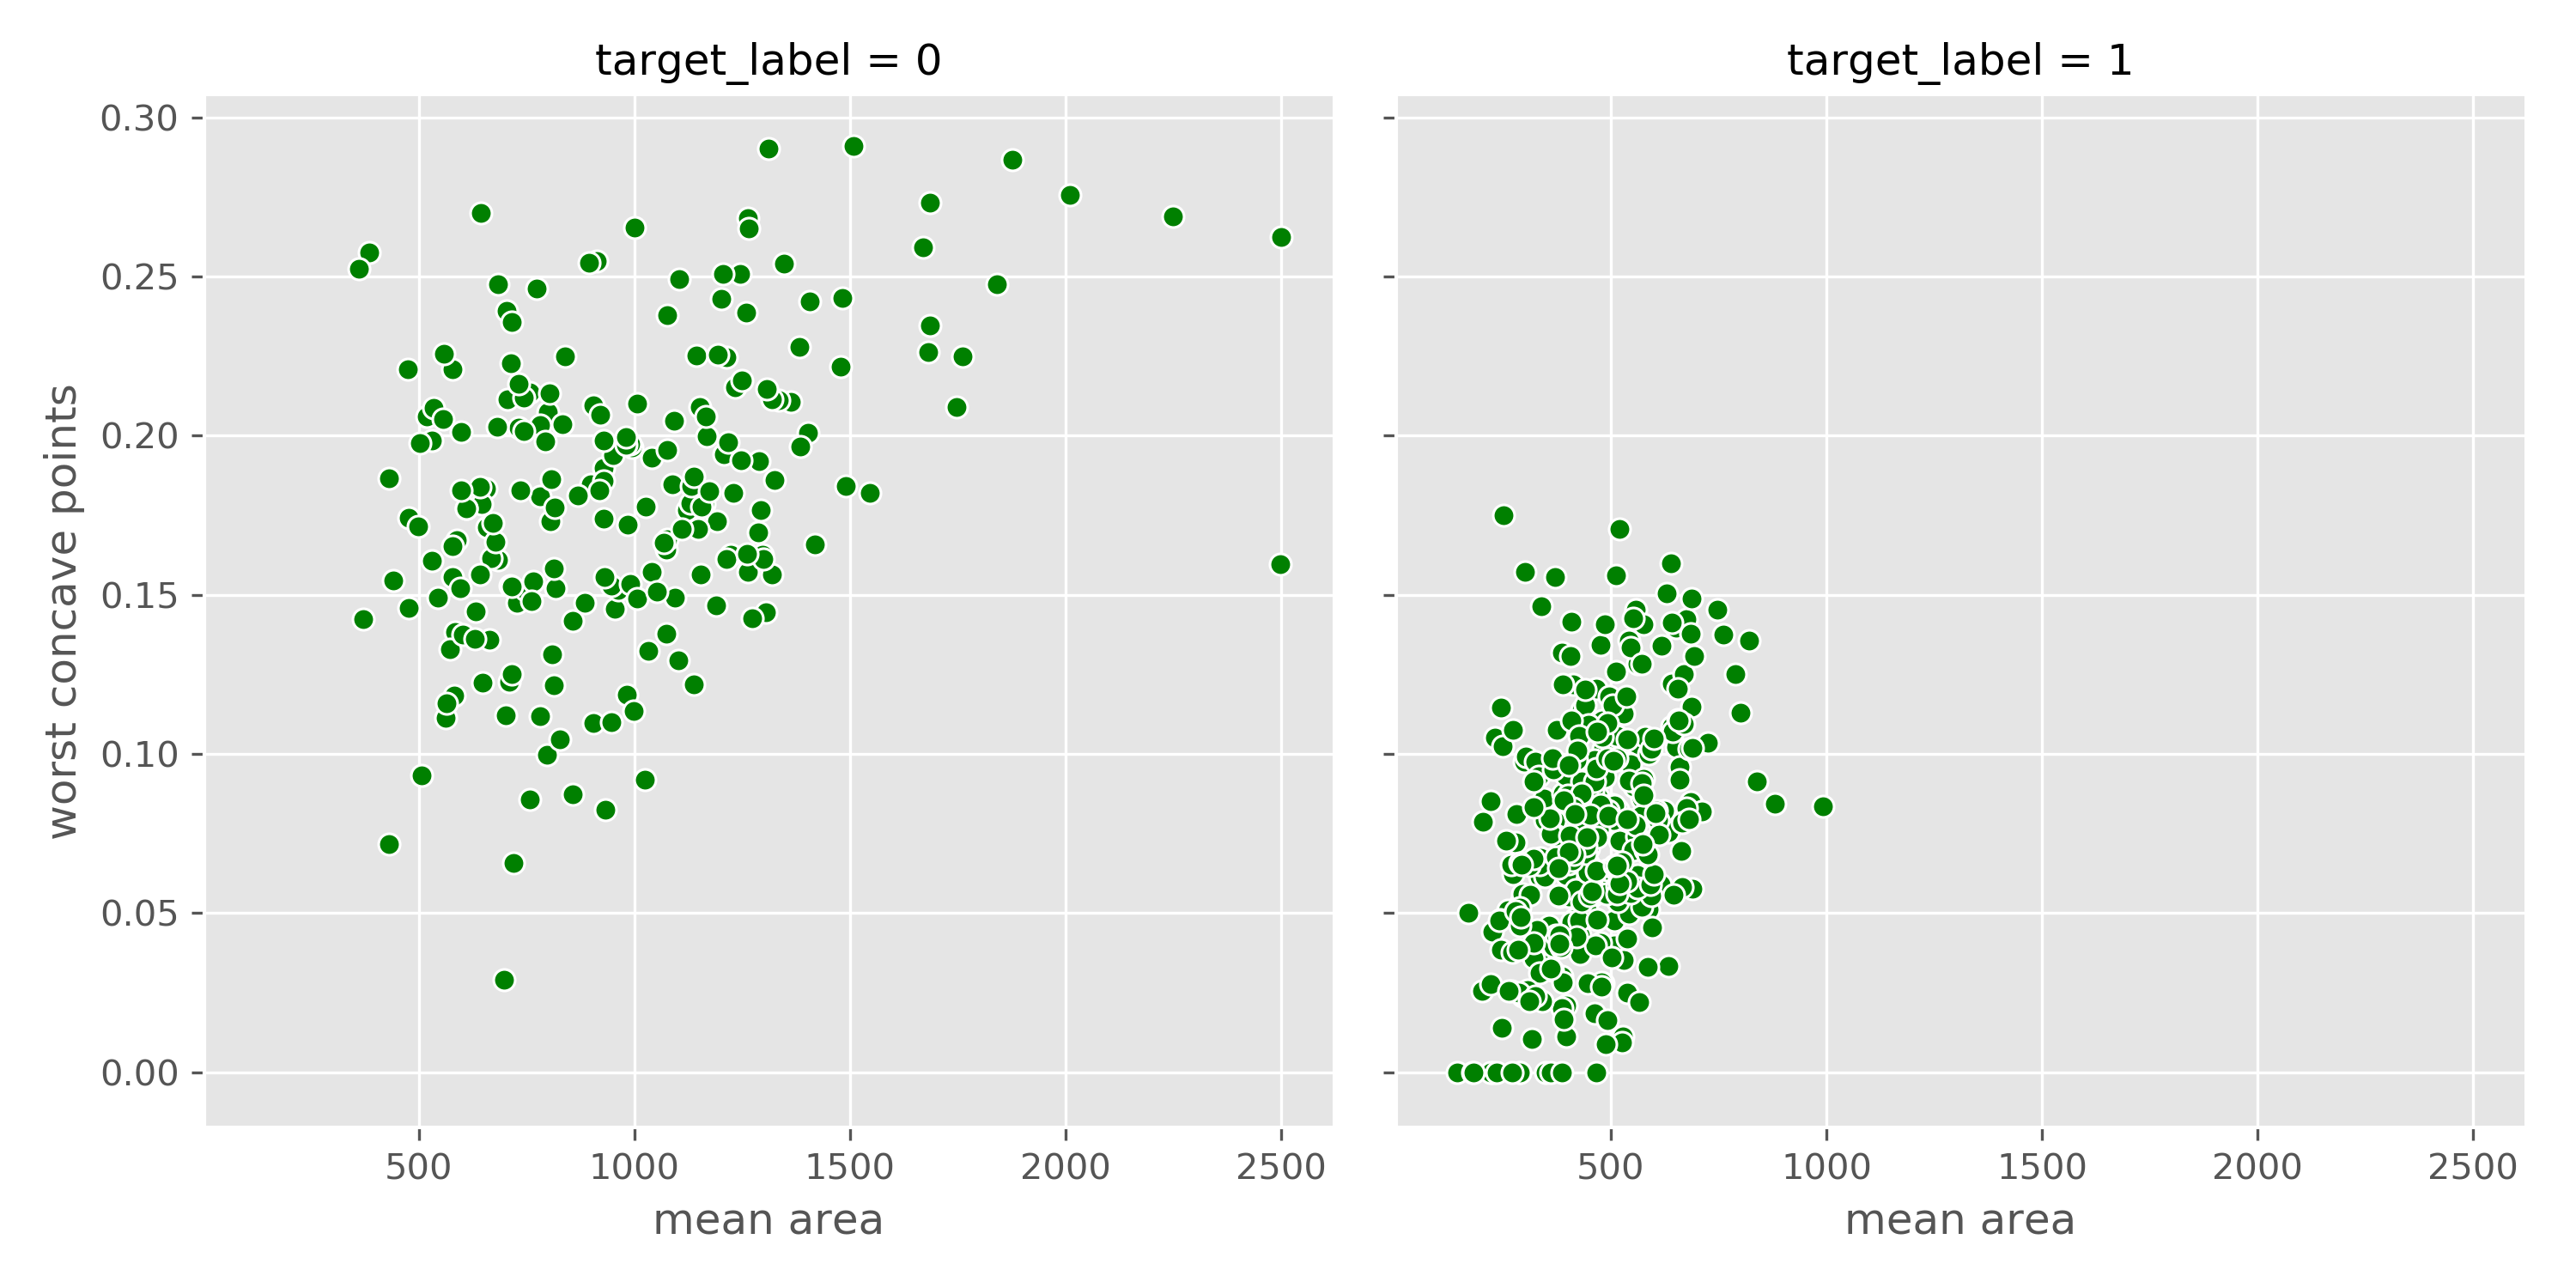 target_label = 0
target_label = 1
0.30
0.25
0.20
0.15
0.10
0.05
0.00
worst concave points
500 1000 1500 2000 2500
500 1000 1500 2000 2500
mean area
mean area